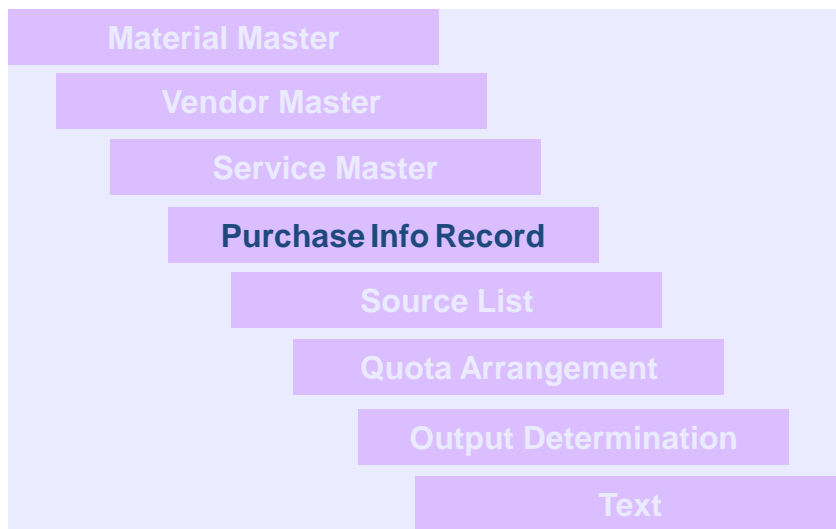 Material Master
Vendor Master
Service Master
Purchase Info Record
Source List
Quota Arrangement
Output Determination
Text